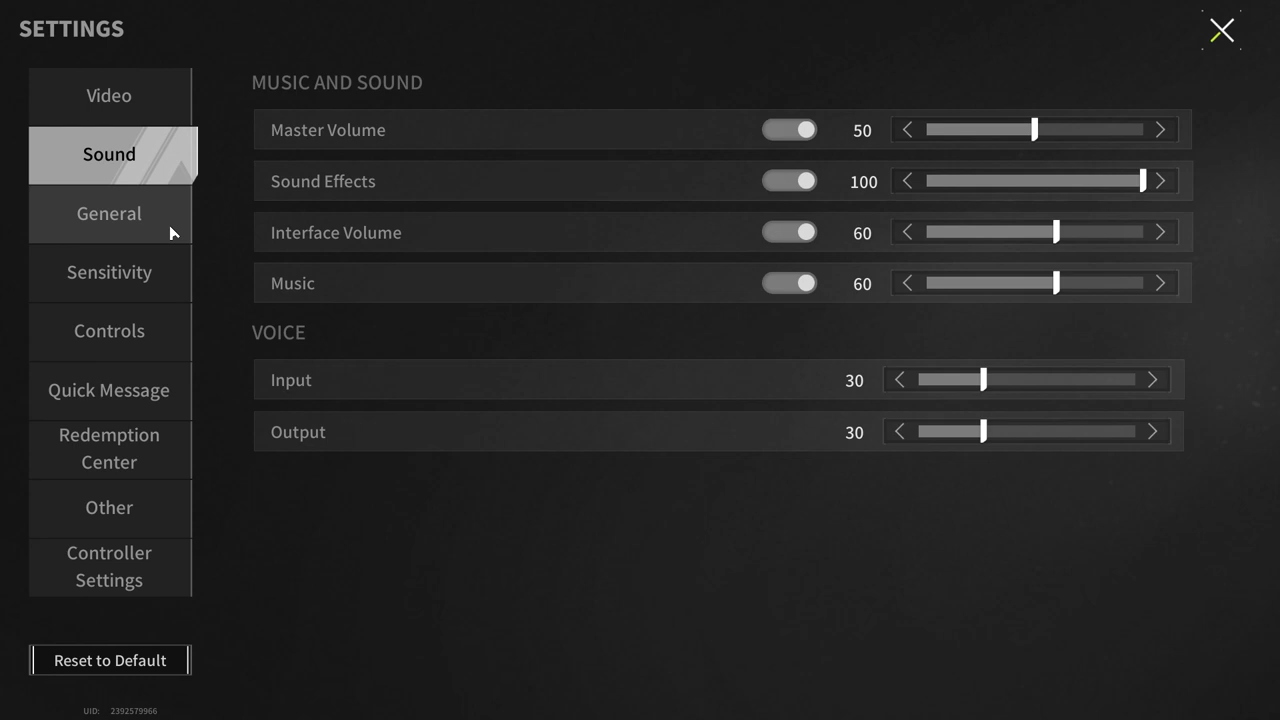 SETTINGS
Video
Sound
General
Sensitivity
Controls
Quick Message
Redemption
Center
Other
Controller
Settings
Reset to Default
UID: 2392579966
MUSIC AND SOUND
Master Volume 50
Sound Effects 100
Interface Volume 60
Music 60
VOICE
Input 30
Output 30